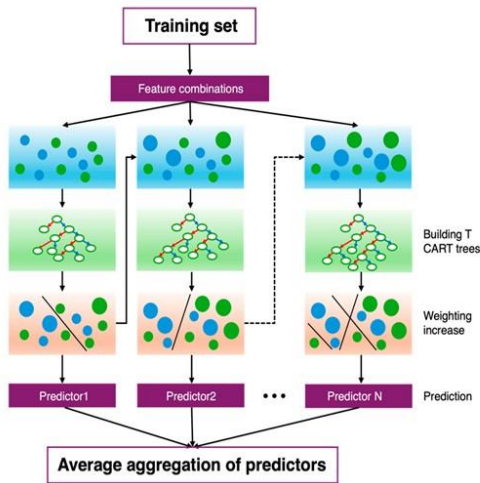 Training set
Feature combinations
Building T
CART trees
Weighting
increase
Predictor1
Predictor2
Predictor N
Prediction
Average aggregation of predictors